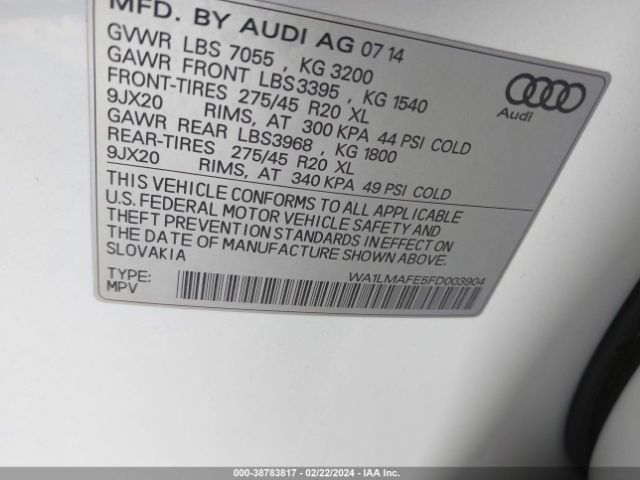 MFD. BY AUDI AG 07 14
GVWR LBS 7055 , KG 3200
GAWR FRONT LBS3395 , KG 1540
FRONT-TIRES 275/45 R20 XL
9JX20 RIMS, AT 300 KPA 44 PSI COLD
GAWR REAR LBS3968 , KG 1800
REAR-TIRES 275/45 R20 XL
9JX20 RIMS, AT 340 KPA 49 PSI COLD
Audi
THIS VEHICLE CONFORMS TO ALL APPLICABLE
U.S. FEDERAL MOTOR VEHICLE SAFETY AND
THEFT PREVENTION STANDARDS IN EFFECT ON
THE DATE OF MANUFACTURE SHOWN ABOVE.
SLOVAKIA
WA1LMAFE5FD003904
TYPE:
MPV
000-38783817 - 02/22/2024 - IAA Inc.